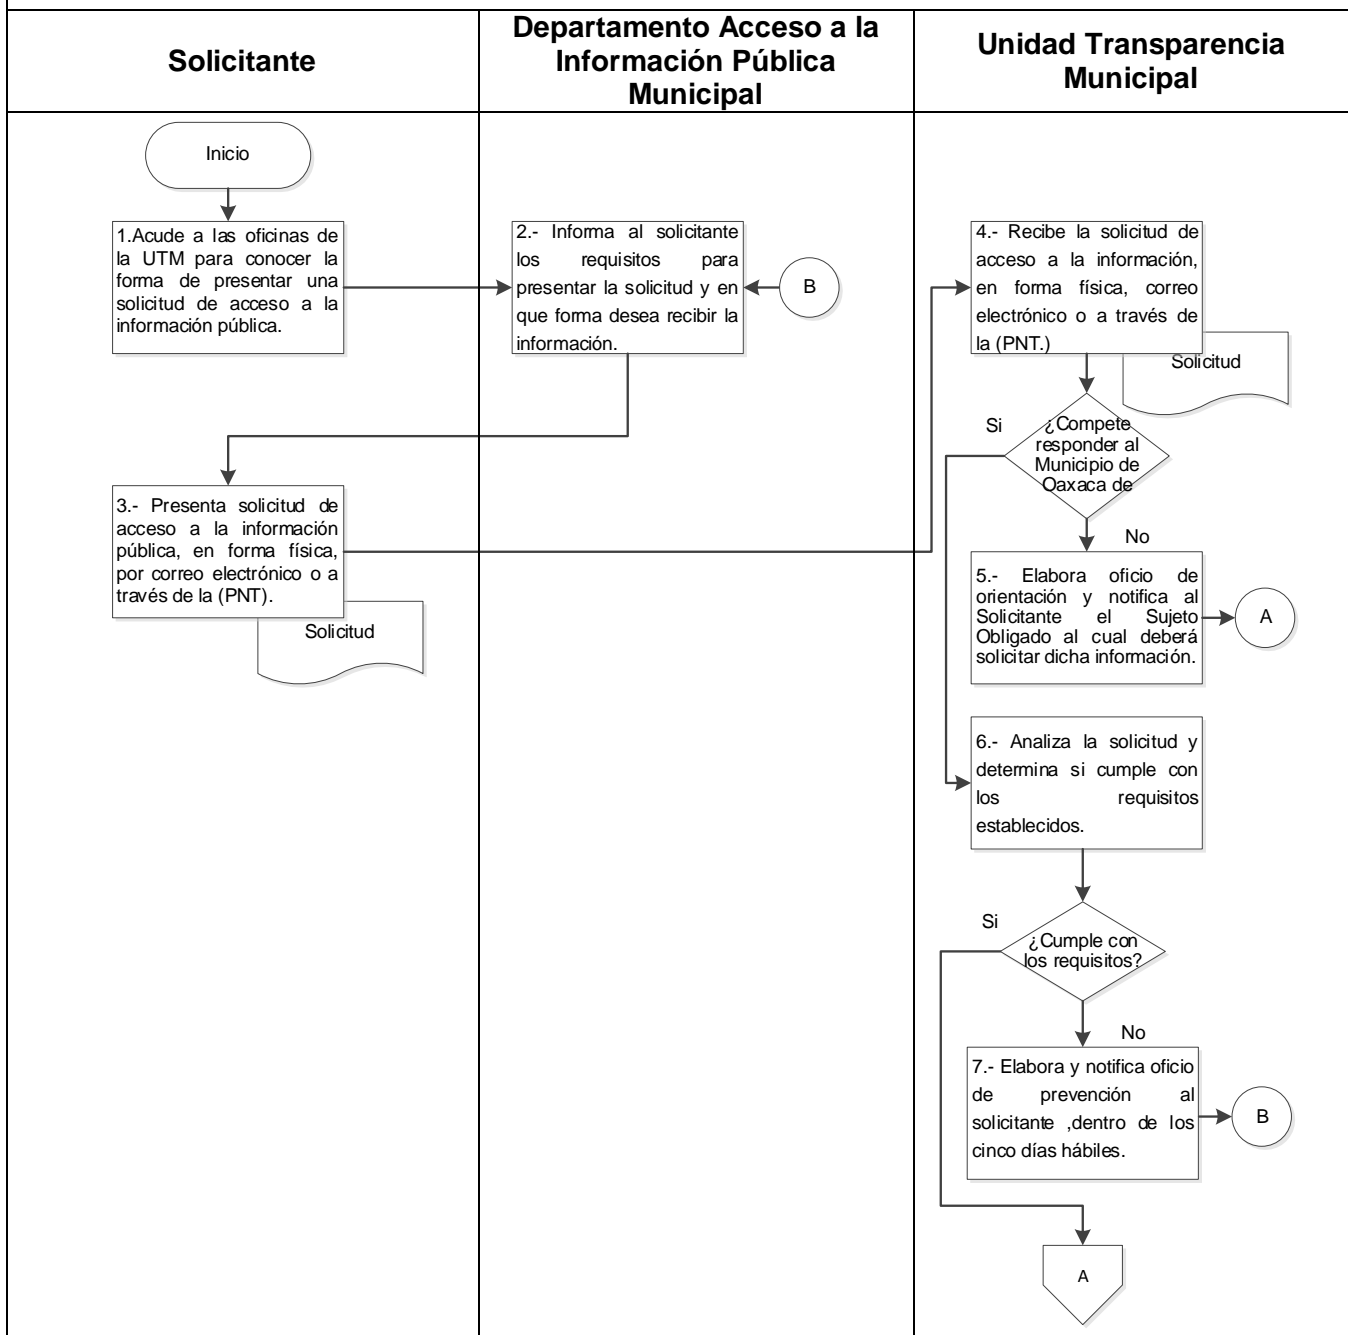 Solicitante
Departamento Acceso a la
Información Pública
Municipal
Unidad Transparencia
Municipal
Inicio
1.Acude a las oficinas de
la UTM para conocer la
forma de presentar una
solicitud de acceso a la
información pública.
2.- Informa al solicitante
los requisitos para
presentar la solicitud y en
que forma desea recibir la
información.
B
3.- Presenta solicitud de
acceso a la información
pública, en forma física,
por correo electrónico o a
través de la (PNT).
Solicitud
4.- Recibe la solicitud de
acceso a la información,
en forma física, correo
electrónico o a través de
la (PNT.)
Solicitud
Si
¿Compete
responder al
Municipio de
Oaxaca de
No
5.- Elabora oficio de
orientación y notifica al
Solicitante el Sujeto
Obligado al cual deberá
solicitar dicha información.
A
6.- Analiza la solicitud y
determina si cumple con
los requisitos
establecidos.
Si
¿Cumple con
los requisitos?
No
7.- Elabora y notifica oficio
de prevención al
solicitante ,dentro de los
cinco días hábiles.
B
A